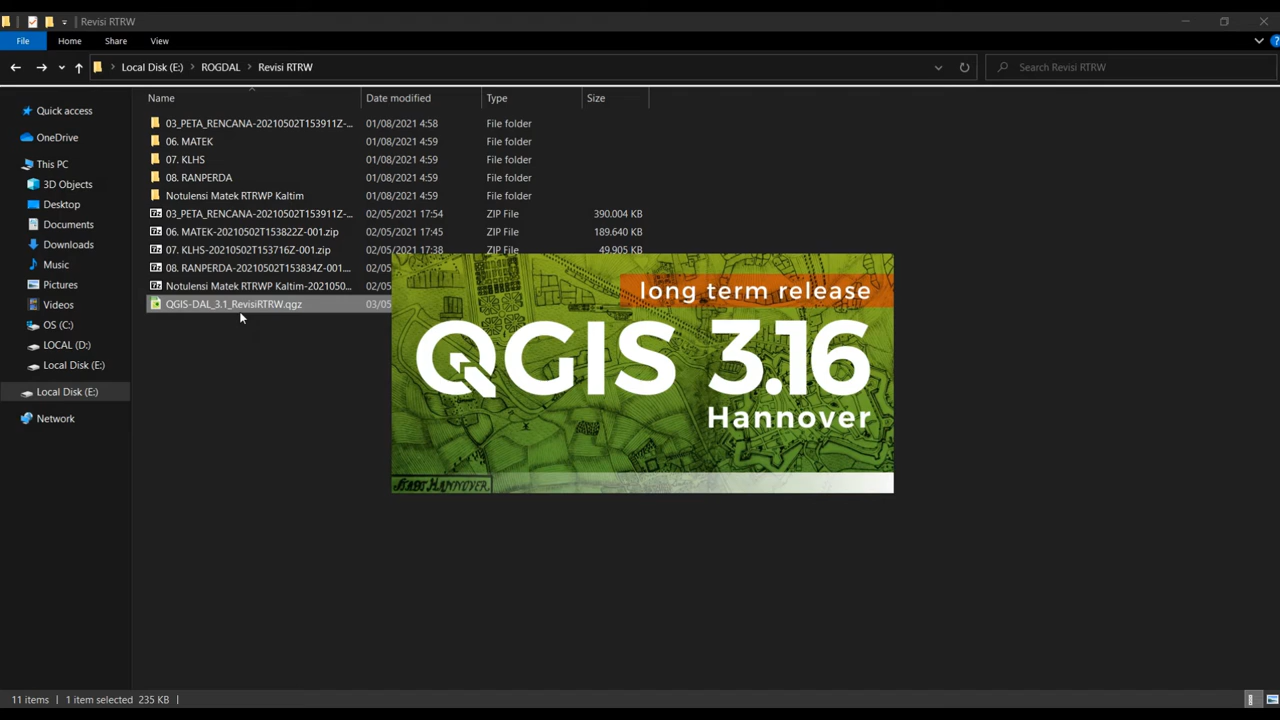 Revisi RTRW
File Home Share View
Local Disk (E:) ROGDAL Revisi RTRW Search Revisi RTRW
Name Date modified Type Size
Quick access
OneDrive
This PC
3D Objects
Desktop
Documents
Downloads
Music
Pictures
Videos
OS (C:)
LOCAL (D:)
Local Disk (E:)
Local Disk (E:)
Network
03_PETA_RENCANA-20210502T153911Z-... 01/08/2021 4:58 File folder
06. MATEK 01/08/2021 4:59 File folder
07. KLHS 01/08/2021 4:59 File folder
08. RANPERDA 01/08/2021 4:59 File folder
Notulensi Matek RTRWP Kaltim 01/08/2021 4:59 File folder
03_PETA_RENCANA-20210502T153911Z-... 02/05/2021 17:54 ZIP File 390.004 KB
06. MATEK-20210502T153822Z-001.zip 02/05/2021 17:45 ZIP File 189.640 KB
07. KLHS-20210502T153716Z-001.zip 02/05/2021 17:38 ZIP File 49.905 KB
08. RANPERDA-20210502T153834Z-001.... 02/05
Notulensi Matek RTRWP Kaltim-2021050... 02/05
QGIS-DAL_3.1_RevisiRTRW.qgz 03/05
long term release
QGIS 3.16
Hannover
STADT HANNOVER
11 items 1 item selected 235 KB